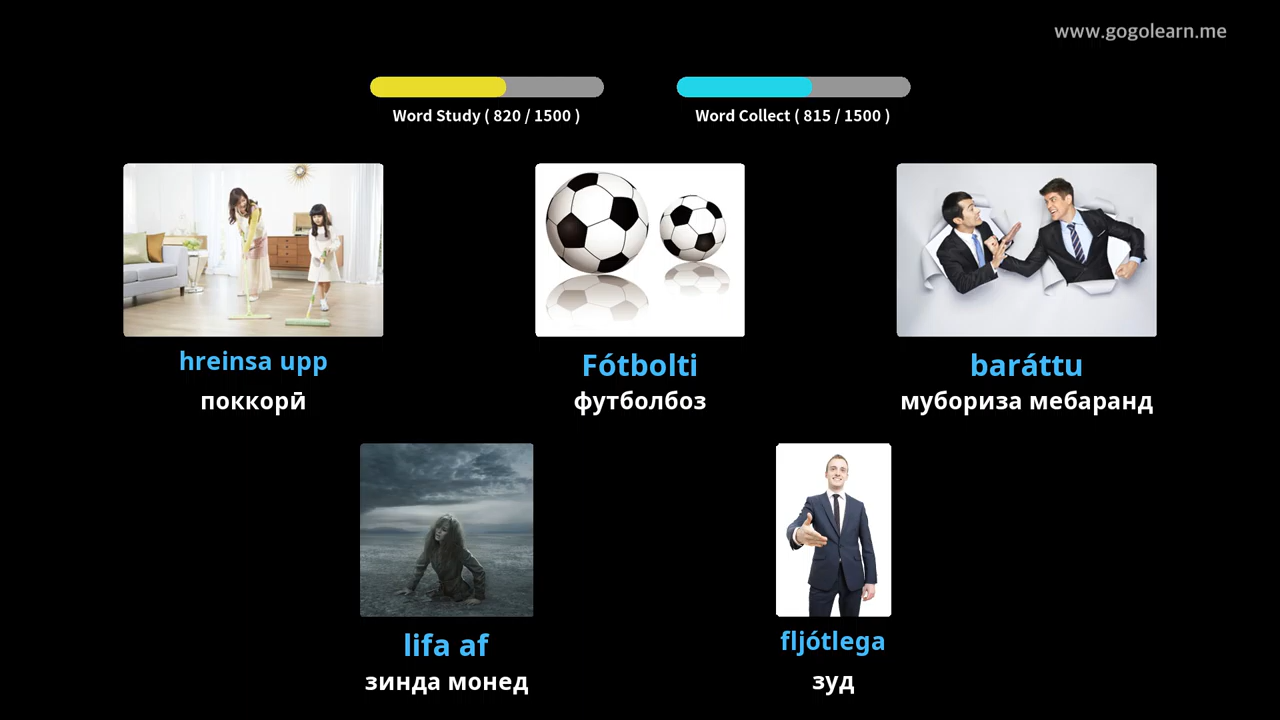 www.gogolearn.me
Word Study ( 820 / 1500 )
Word Collect ( 815 / 1500 )
hreinsa upp
поккорӣ
Fótbolti
футболбоз
baráttu
мубориза мебаранд
lifa af
зинда монед
fljótlega
зуд